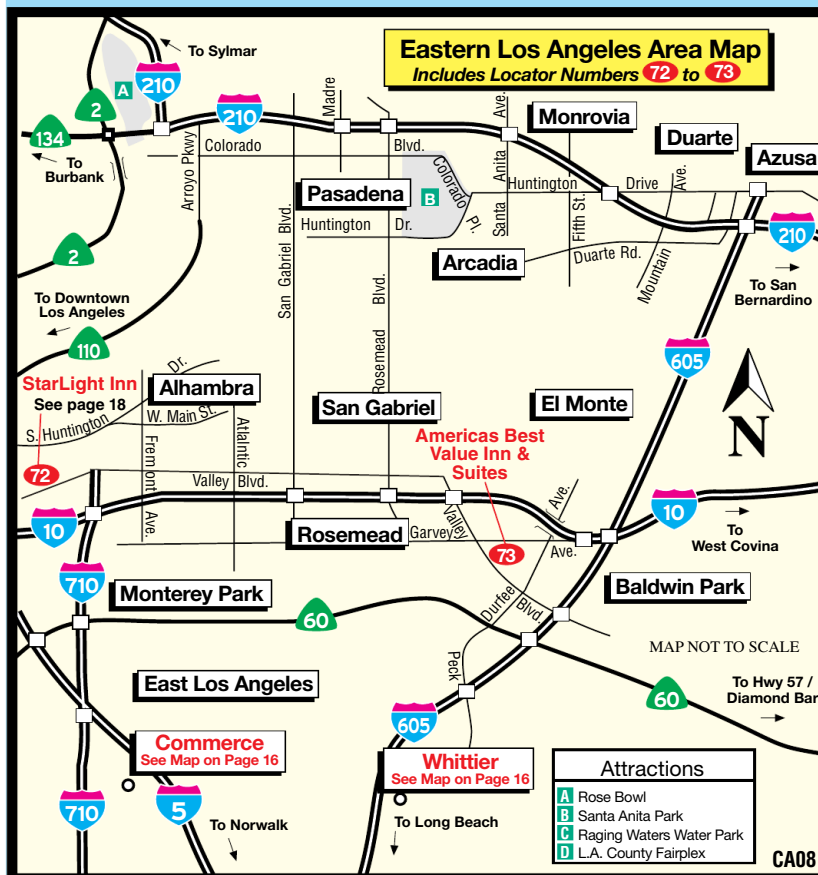 Eastern Los Angeles Area Map
Includes Locator Numbers 72 to 73
To Sylmar
A
210
2
210
134
To
Burbank
Arroyo Pkwy
Colorado
Blvd.
Madre
Santa Anita Ave.
Monrovia
Duarte
Azusa
Pasadena
B
Colorado Pl.
Huntington
Drive
Mountain Ave.
Fifth St.
San Gabriel Blvd.
Huntington
Dr.
Rosemead Blvd.
Arcadia
Duarte Rd.
210
2
To San
Bernardino
To Downtown
Los Angeles
110
605
StarLight Inn
See page 18
Alhambra
S. Huntington
Dr.
W. Main St.
Fremont Ave.
Atlalntic
San Gabriel
El Monte
N
Americas Best
Value Inn &
Suites
72
Valley Blvd.
10
Rosemead
Garvey
Valley
Blvd.
73
Ave.
Ave.
10
To
West Covina
710
Monterey Park
Baldwin Park
Durfee
60
Peck
MAP NOT TO SCALE
East Los Angeles
To Hwy 57 /
Diamond Bar
60
605
Commerce
See Map on Page 16
Whittier
See Map on Page 16
710
5
To Norwalk
To Long Beach
Attractions
A Rose Bowl
B Santa Anita Park
C Raging Waters Water Park
D L.A. County Fairplex
CA08